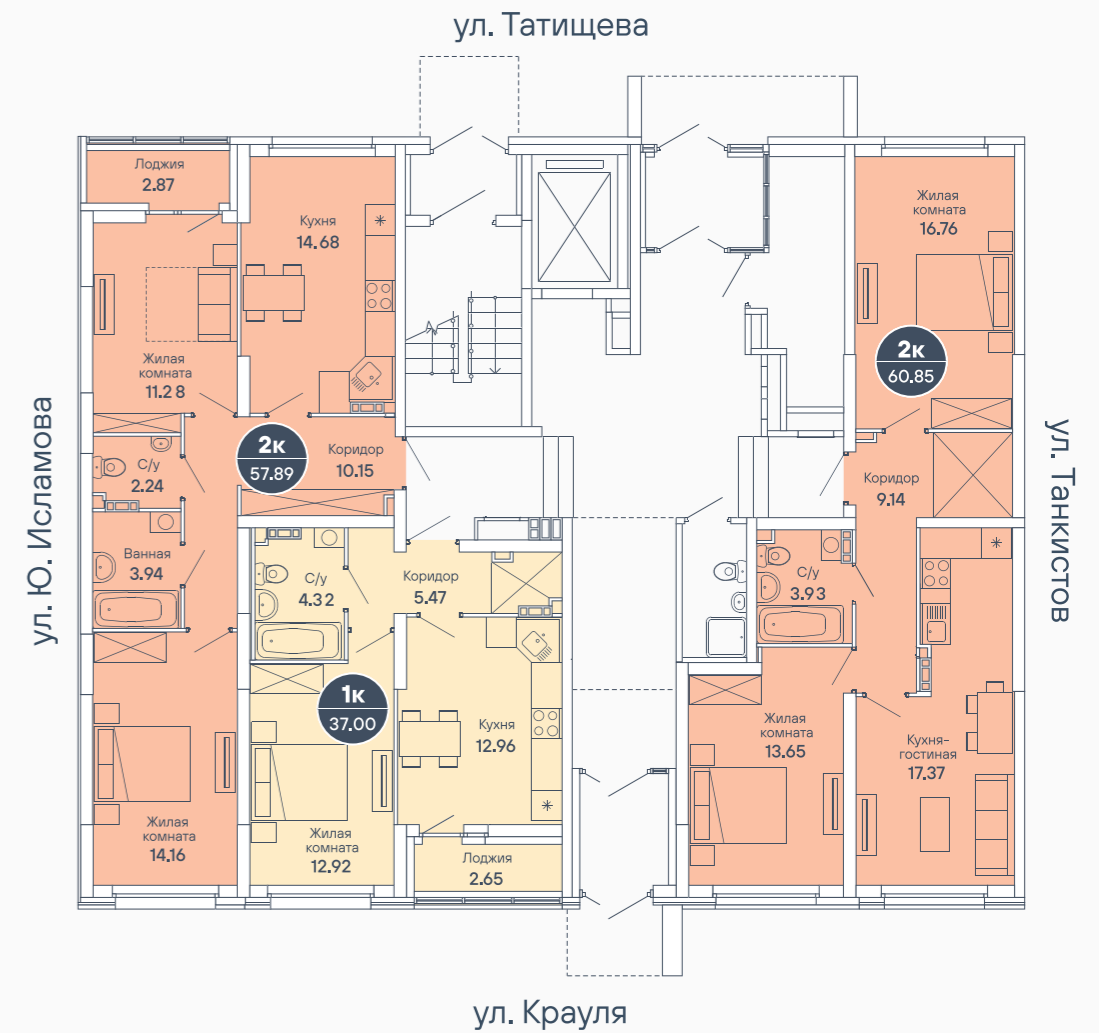 ул. Татищева
Лоджия
2.87
Кухня
14.68
Жилая
комната
16.76
Жилая
комната
11.28
2к
60.85
ул. Ю. Исламова
ул. Танкистов
2к
57.89
Коридор
10.15
С/у
2.24
Коридор
9.14
Ванная
3.94
С/у
4.32
Коридор
5.47
С/у
3.93
1к
37.00
Кухня
12.96
Жилая
комната
13.65
Кухня-
гостиная
17.37
Жилая
комната
14.16
Жилая
комната
12.92
Лоджия
2.65
ул. Крауля